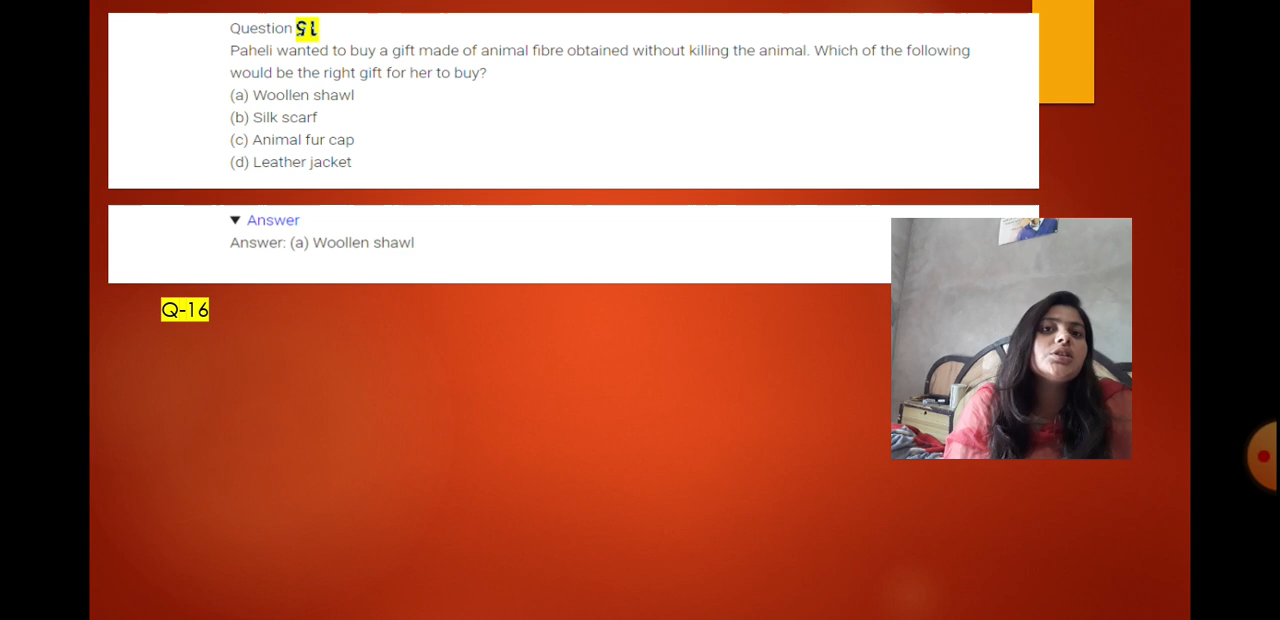 Question 15
Paheli wanted to buy a gift made of animal fibre obtained without killing the animal. Which of the following
would be the right gift for her to buy?
(a) Woollen shawl
(b) Silk scarf
(c) Animal fur cap
(d) Leather jacket
Answer
Answer: (a) Woollen shawl
Q-16